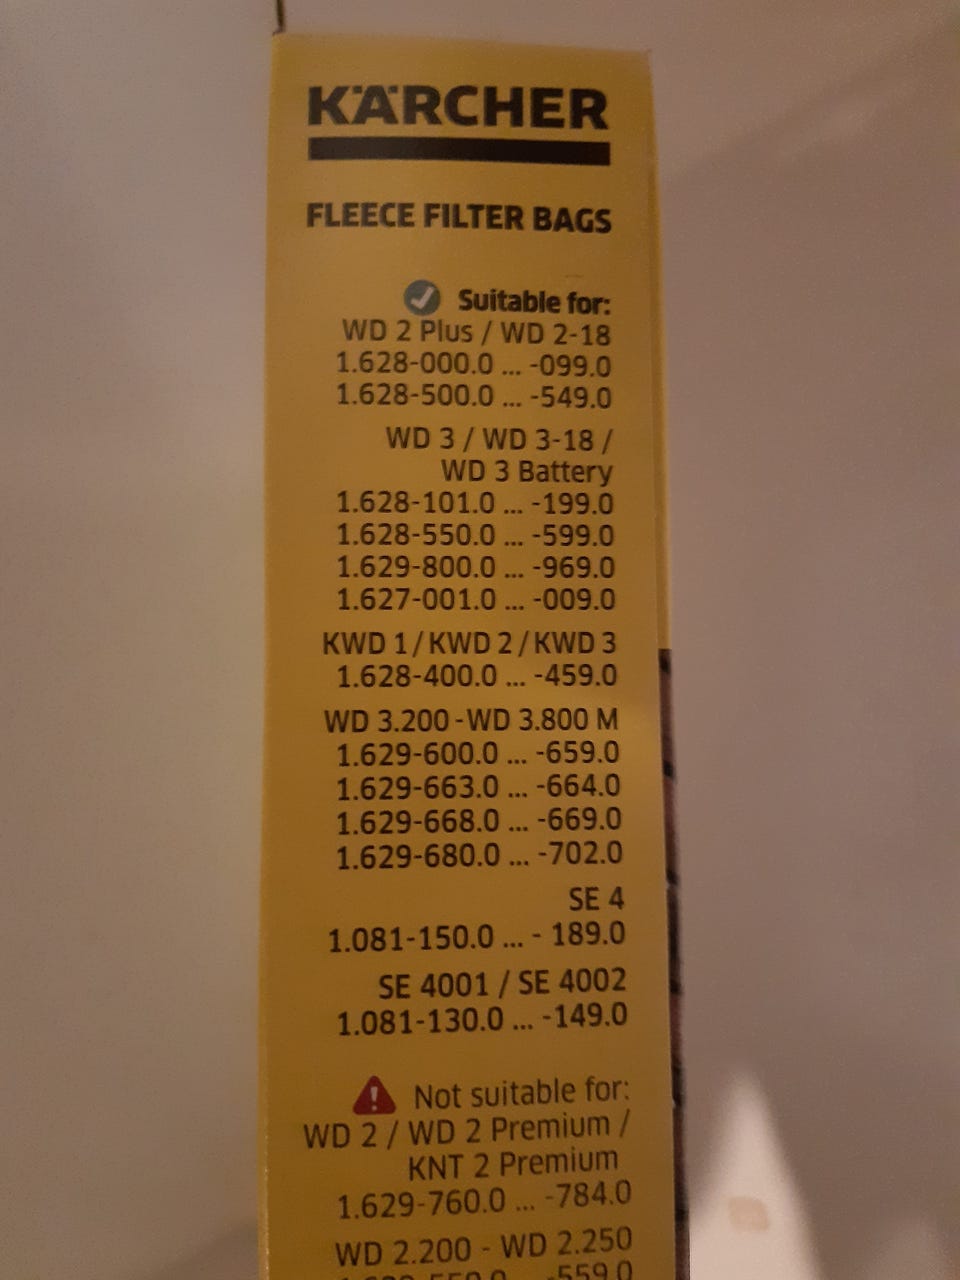 KÄRCHER
FLEECE FILTER BAGS
Suitable for:
WD 2 Plus / WD 2-18
1.628-000.0 ... -099.0
1.628-500.0 ... -549.0
WD 3 / WD 3-18 /
WD 3 Battery
1.628-101.0 ... -199.0
1.628-550.0 ... -599.0
1.629-800.0 ... -969.0
1.627-001.0 ... -009.0
KWD 1 / KWD 2 / KWD 3
1.628-400.0 ... -459.0
WD 3.200 - WD 3.800 M
1.629-600.0 ... -659.0
1.629-663.0 ... -664.0
1.629-668.0 ... -669.0
1.629-680.0 ... -702.0
SE 4
1.081-150.0 ... - 189.0
SE 4001 / SE 4002
1.081-130.0 ... -149.0
Not suitable for:
WD 2 / WD 2 Premium /
KNT 2 Premium
1.629-760.0 ... -784.0
WD 2.200 - WD 2.250
-559.0